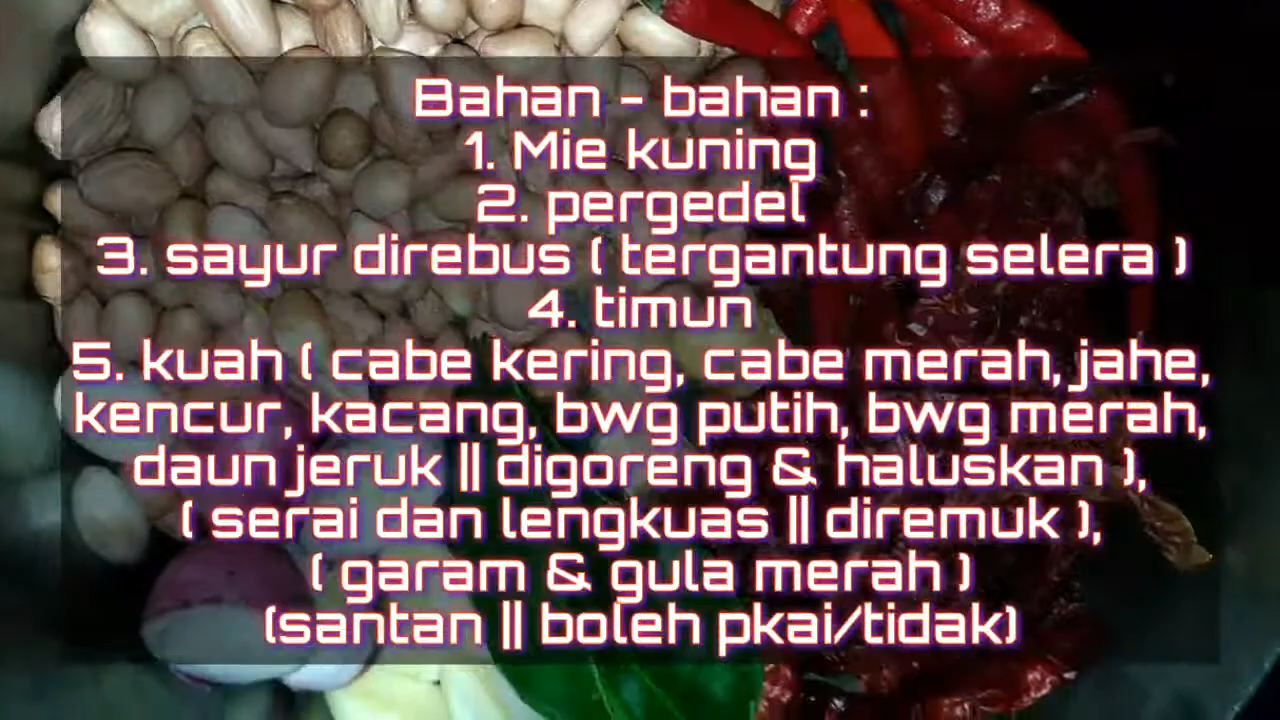 Bahan - bahan :
1. Mie kuning
2. pergedel
3. sayur direbus ( tergantung selera )
4. timun
5. kuah ( cabe kering, cabe merah, jahe,
kencur, kacang, bwg putih, bwg merah,
daun jeruk || digoreng & haluskan ),
( serai dan lengkuas || diremuk ),
( garam & gula merah )
(santan || boleh pkai/tidak)